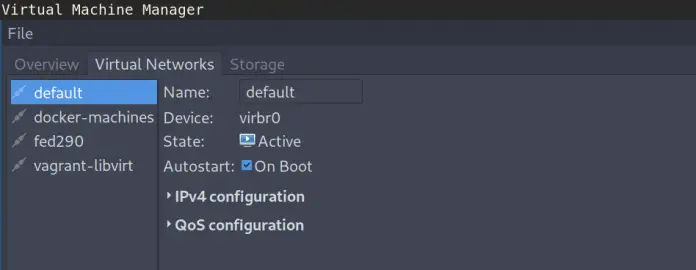 Virtual Machine Manager
File
Overview Virtual Networks Storage
default
docker-machines
fed290
vagrant-libvirt
Name: default
Device: virbr0
State: Active
Autostart: On Boot
IPv4 configuration
QoS configuration